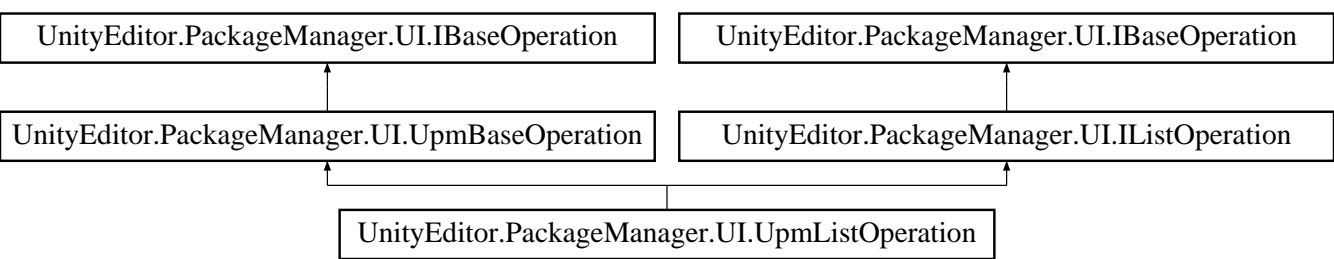 UnityEditor.PackageManager.UI.IBaseOperation
UnityEditor.PackageManager.UI.IBaseOperation
UnityEditor.PackageManager.UI.UpmBaseOperation
UnityEditor.PackageManager.UI.IListOperation
UnityEditor.PackageManager.UI.UpmListOperation